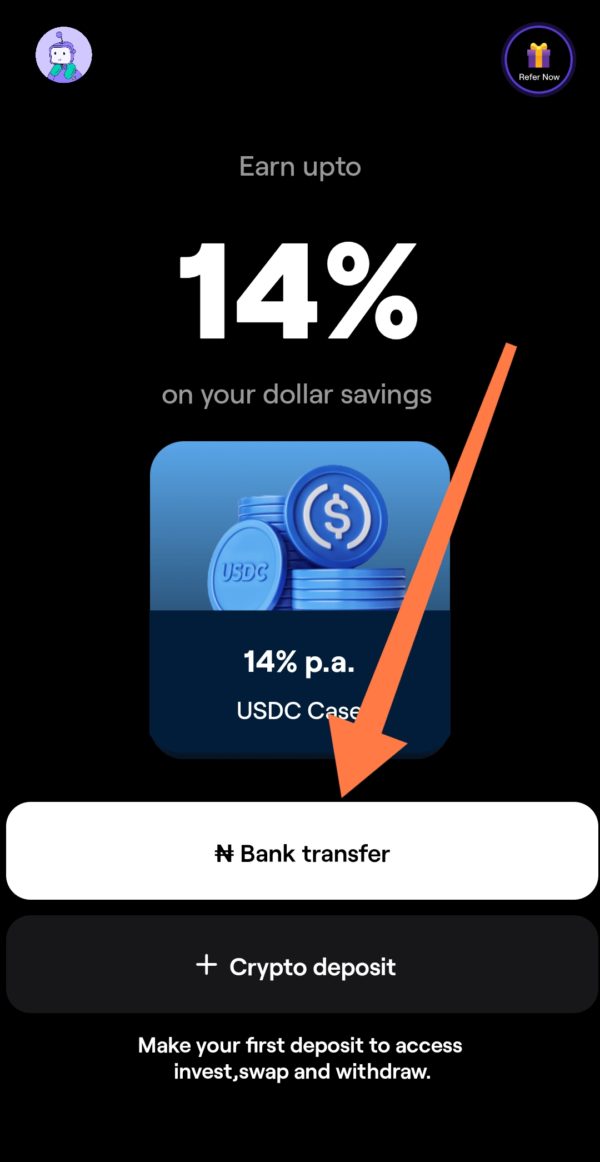 Refer Now
Earn upto
14%
on your dollar savings
USDC
$
14% p.a.
USDC Case
₦ Bank transfer
+ Crypto deposit
Make your first deposit to access
invest,swap and withdraw.